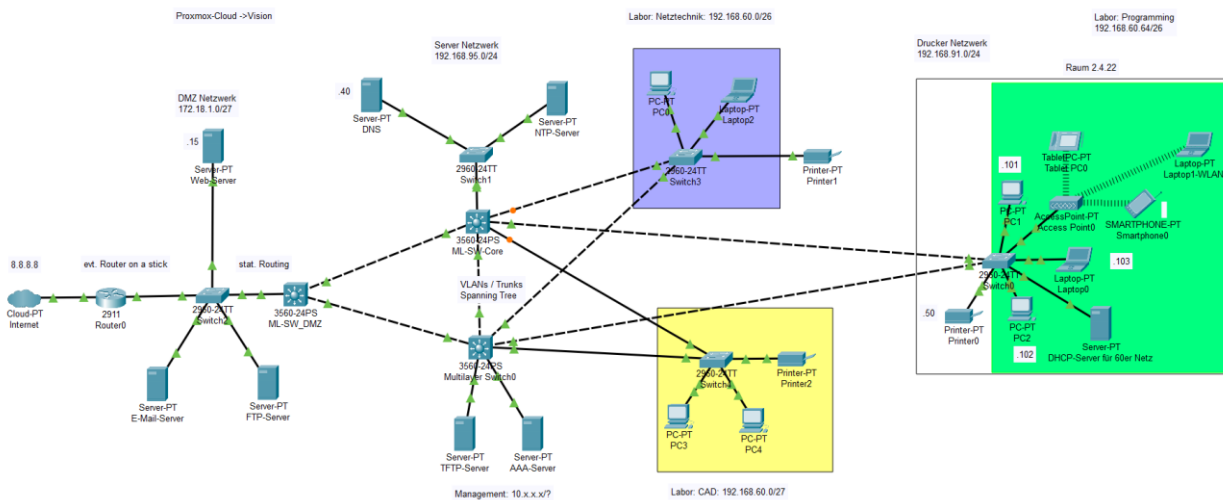 Proxmox-Cloud ->Vision
Labor: Netztechnik: 192.168.60.0/26
Labor: Programming
192.168.60.64/26
Server Netzwerk
192.168.95.0/24
Drucker Netzwerk
192.168.91.0/24
Raum 2.4.22
DMZ Netzwerk
172.18.1.0/27
.40
Server-PT
DNS
Server-PT
NTP-Server
PC-PT
PC0
Laptop-PT
Laptop2
.15
Server-PT
Web-Server
2960-24TT
Switch1
2960-24TT
Switch3
Printer-PT
Printer1
.101
PC-PT
PC1
TabletPC-PT
Tablet PC0
Laptop-PT
Laptop1-WLAN
AccessPoint-PT
Access Point0
SMARTPHONE-PT
Smartphone0
3560-24PS
ML-SW-Core
8.8.8.8
evt. Router on a stick
stat. Routing
VLANs / Trunks
Spanning Tree
Cloud-PT
Internet
2911
Router0
2960-24TT
Switch2
3560-24PS
ML-SW_DMZ
2960-24TT
Switch0
.103
Laptop-PT
Laptop0
.50
Printer-PT
Printer0
PC-PT
PC2
.102
Server-PT
DHCP-Server für 60er Netz
3560-24PS
Multilayer Switch0
2960-24TT
Printer-PT
Printer2
Server-PT
E-Mail-Server
Server-PT
FTP-Server
PC-PT
PC3
PC-PT
PC4
Server-PT
TFTP-Server
Server-PT
AAA-Server
Management: 10.x.x.x/?
Labor: CAD: 192.168.60.0/27